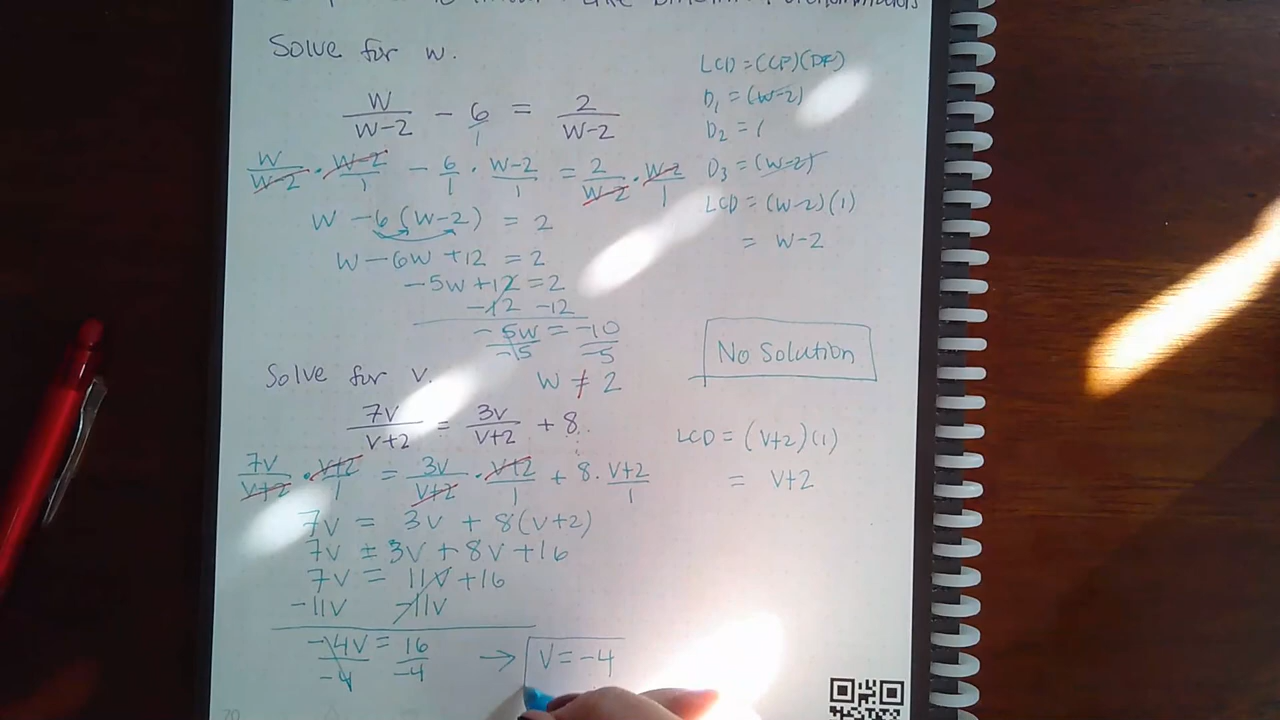 Solve for w.
w/(w-2) - 6/1 = 2/(w-2)
w/(w-2) · (w-2)/1 - 6/1 · (w-2)/1 = 2/(w-2) · (w-2)/1
w - 6(w-2) = 2
w - 6w + 12 = 2
-5w + 12 = 2
-12 -12
-5w/-5 = -10/-5
w ≠ 2
LCD = (CF)(DF)
D₁ = (w-2)
D₂ = 1
D₃ = (w-2)
LCD = (w-2)(1)
= w-2
No Solution
Solve for v.
7v/(v+2) = 3v/(v+2) + 8
7v/(v+2) · (v+2)/1 = 3v/(v+2) · (v+2)/1 + 8 · (v+2)/1
7v = 3v + 8(v+2)
7v = 3v + 8v + 16
7v = 11v + 16
-11v -11v
-4v/-4 = 16/-4 → v = -4
LCD = (v+2)(1)
= v+2